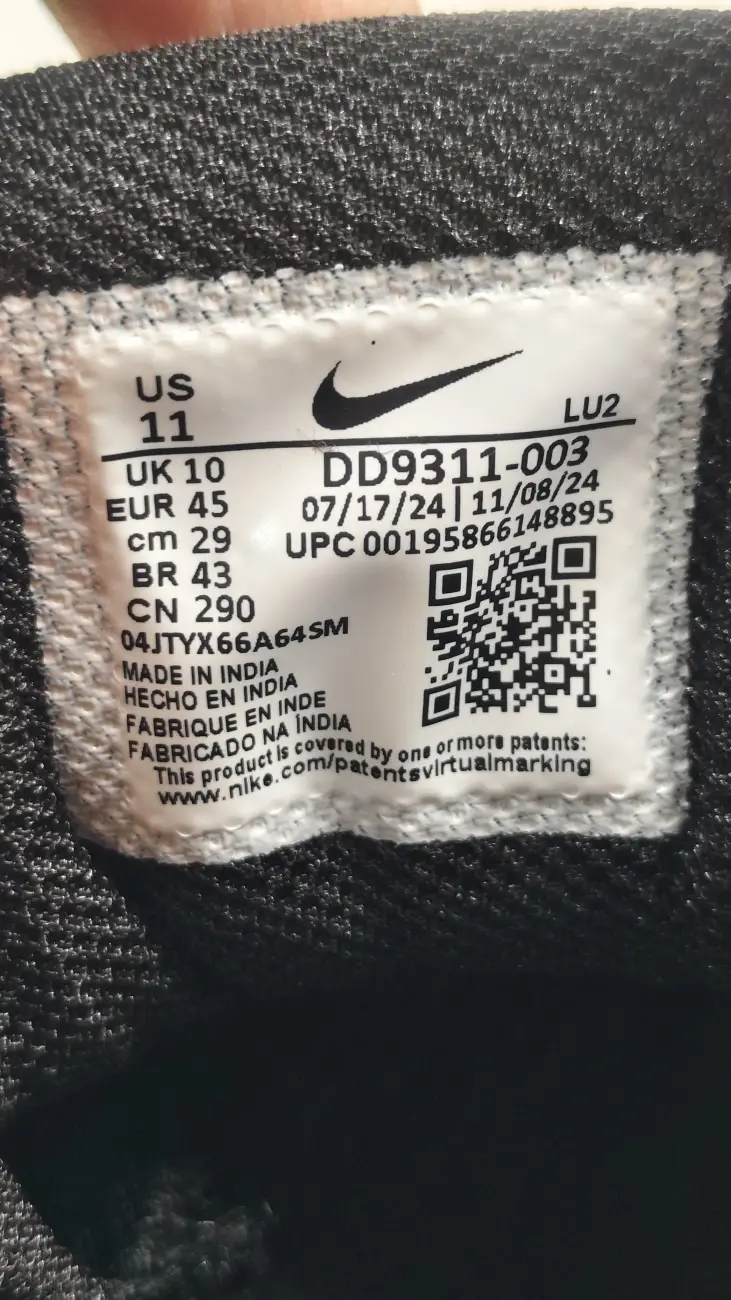 US
11
LU2
UK 10
EUR 45
cm 29
BR 43
CN 290
DD9311-003
07/17/24 | 11/08/24
UPC 00195866148895
04JTYX66A64SM
MADE IN INDIA
HECHO EN INDIA
FABRIQUE EN INDE
FABRICADO NA ÍNDIA
This product is covered by one or more patents:
www.nike.com/patentsvirtualmarking